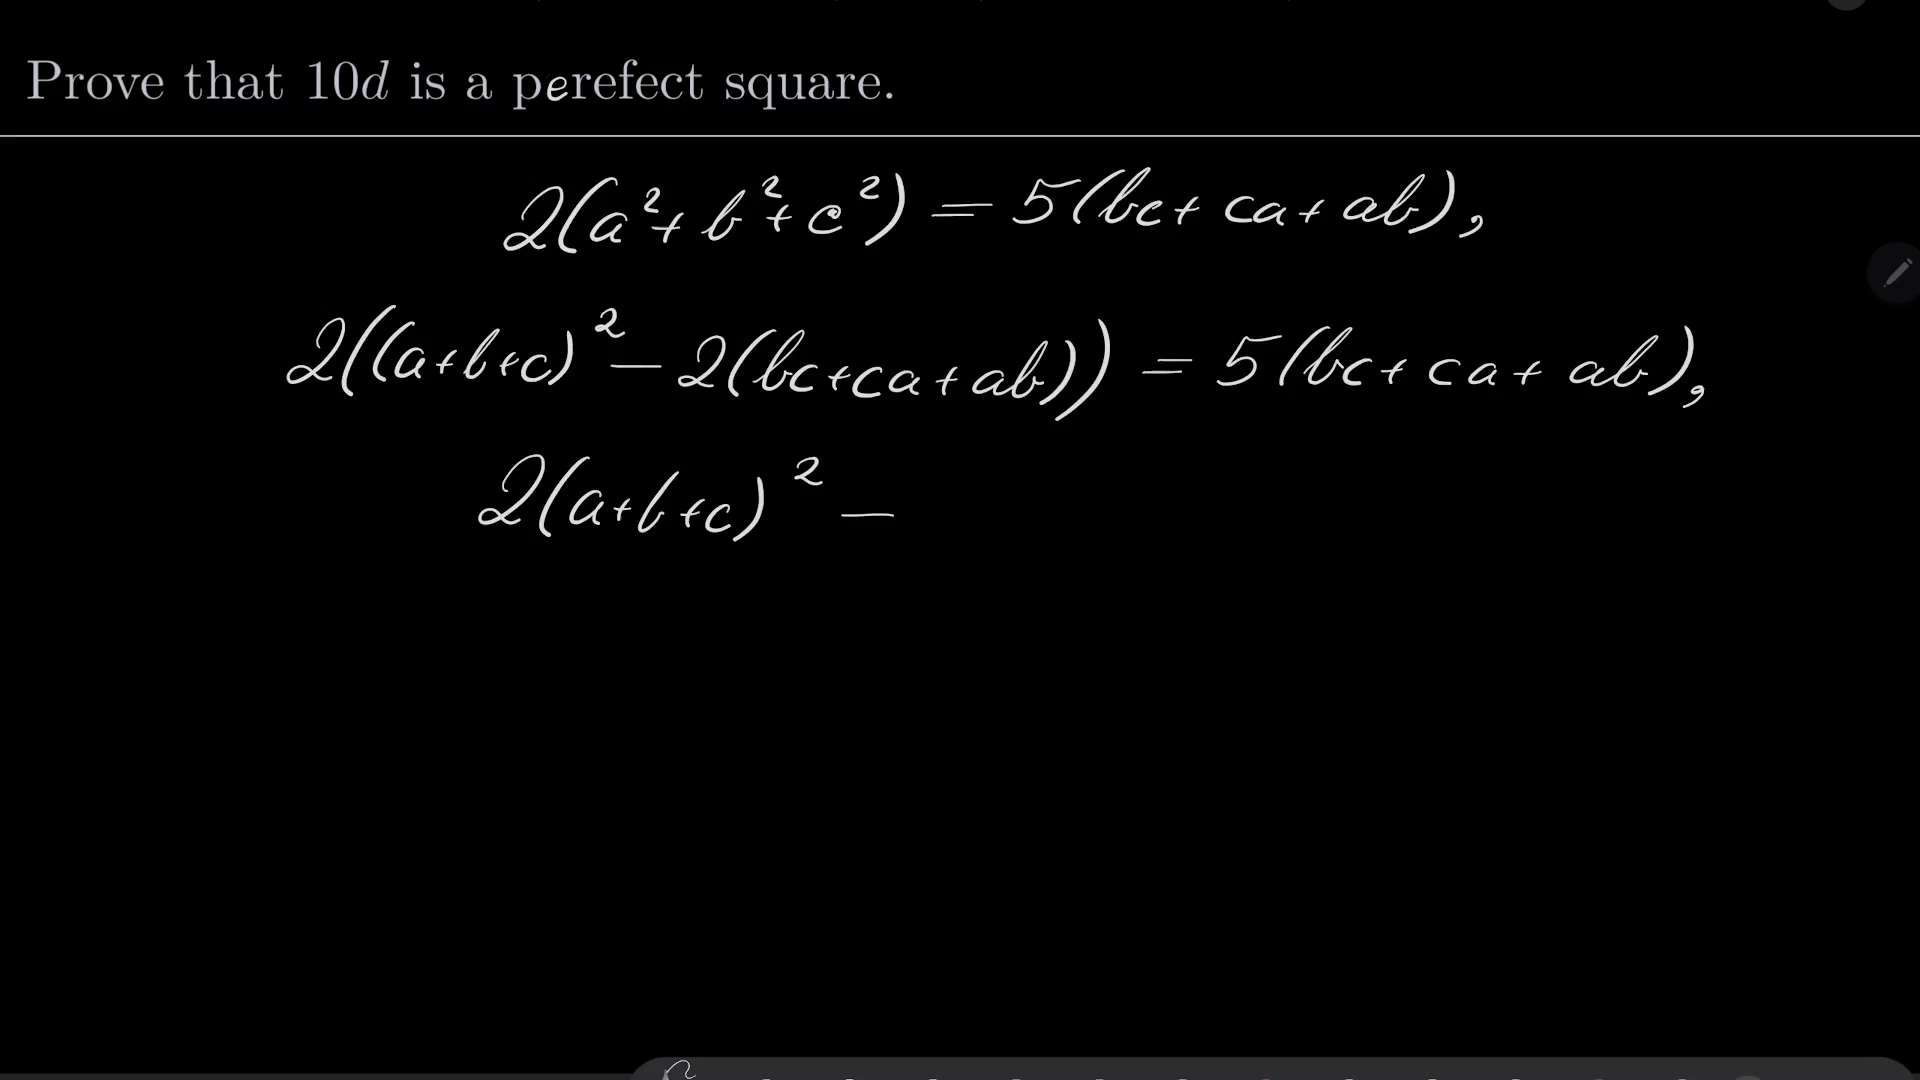 Prove that 10d is a perefect square.
2(a²+ b²+ c²) = 5(bc+ ca+ ab),
2((a+b+c)² – 2(bc+ca+ab)) = 5(bc+ ca+ ab),
2(a+b+c)² –